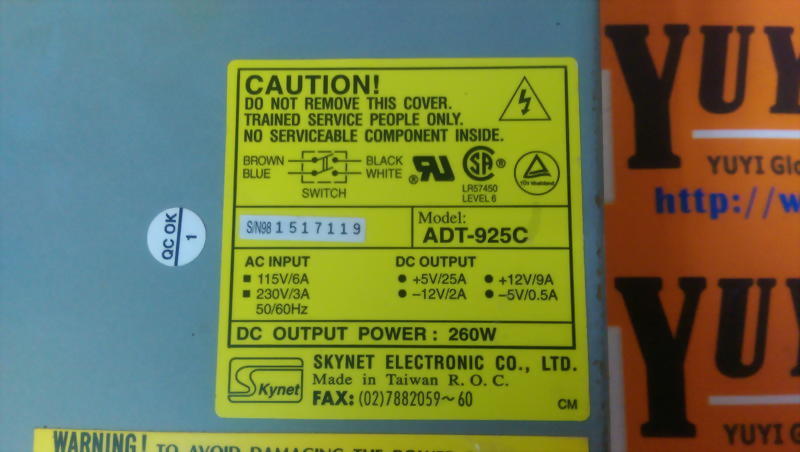 CAUTION!
DO NOT REMOVE THIS COVER.
TRAINED SERVICE PEOPLE ONLY.
NO SERVICEABLE COMPONENT INSIDE.
BROWN BLACK
BLUE WHITE
SWITCH
LR57450
LEVEL 6
S/N98 1517119
Model:
ADT-925C
QC OK
1
AC INPUT
■ 115V/6A
■ 230V/3A
50/60Hz
DC OUTPUT
● +5V/25A ● +12V/9A
● −12V/2A ● −5V/0.5A
DC OUTPUT POWER : 260W
Skynet
SKYNET ELECTRONIC CO., LTD.
Made in Taiwan R. O. C.
FAX: (02)7882059~60
CM
WARNING! TO AVOID DAMAGING THE POWER
YUYI
YUYI Glo
http://w
YUYI
YUYI Glo